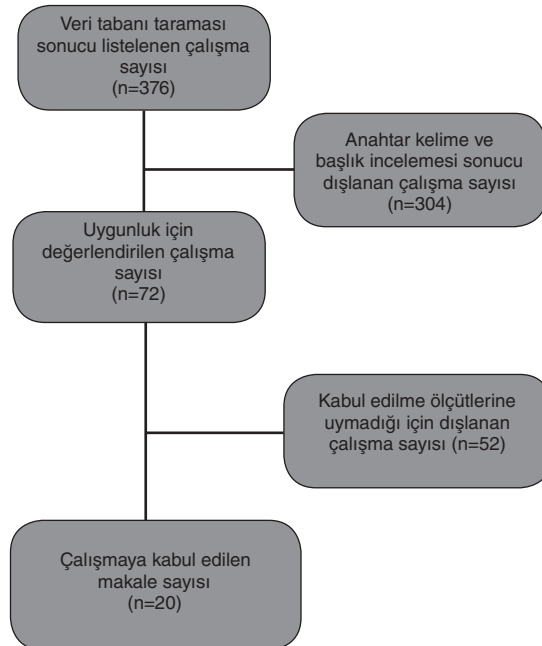 Veri tabanı taraması
sonucu listelenen çalışma
sayısı
(n=376)
Anahtar kelime ve
başlık incelemesi sonucu
dışlanan çalışma sayısı
(n=304)
Uygunluk için
değerlendirilen çalışma
sayısı
(n=72)
Kabul edilme ölçütlerine
uymadığı için dışlanan
çalışma sayısı (n=52)
Çalışmaya kabul edilen
makale sayısı
(n=20)